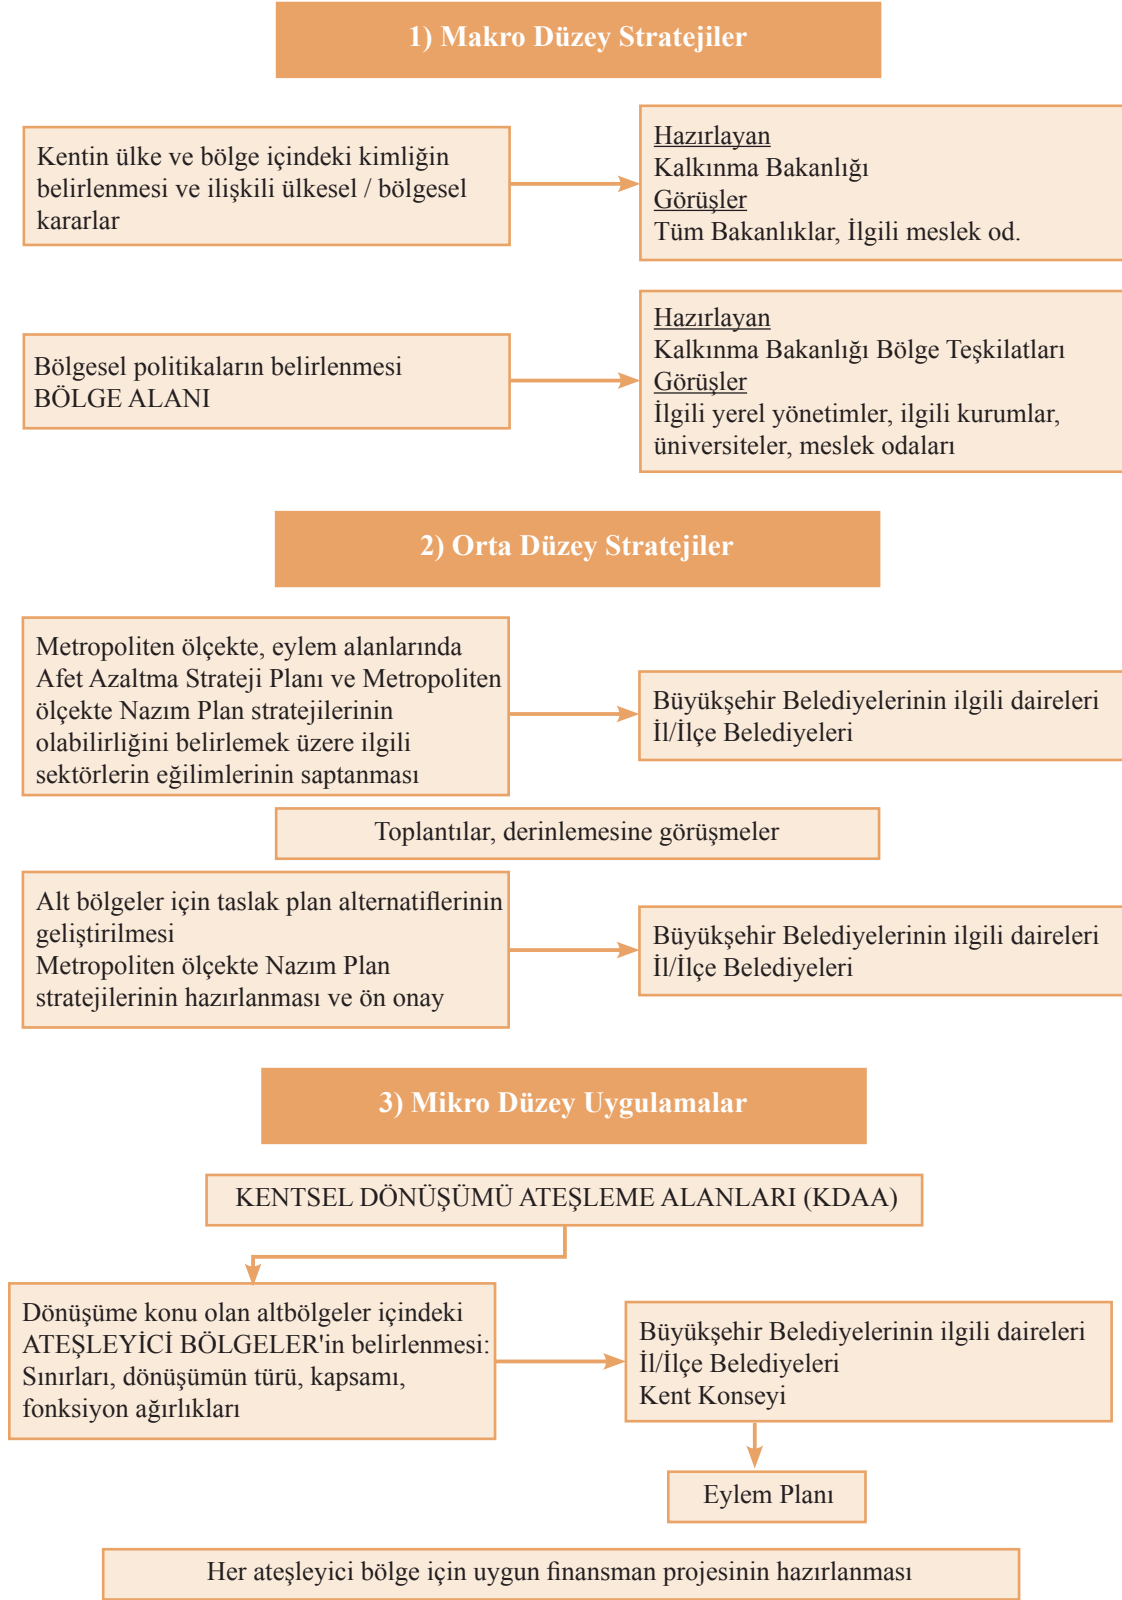 1) Makro Düzey Stratejiler
Kentin ülke ve bölge içindeki kimliğin
belirlenmesi ve ilişkili ülkesel / bölgesel
kararlar
Hazırlayan
Kalkınma Bakanlığı
Görüşler
Tüm Bakanlıklar, İlgili meslek od.
Bölgesel politikaların belirlenmesi
BÖLGE ALANI
Hazırlayan
Kalkınma Bakanlığı Bölge Teşkilatları
Görüşler
İlgili yerel yönetimler, ilgili kurumlar,
üniversiteler, meslek odaları
2) Orta Düzey Stratejiler
Metropoliten ölçekte, eylem alanlarında
Afet Azaltma Strateji Planı ve Metropoliten
ölçekte Nazım Plan stratejilerinin
olabilirliğini belirlemek üzere ilgili
sektörlerin eğilimlerinin saptanması
Büyükşehir Belediyelerinin ilgili daireleri
İl/İlçe Belediyeleri
Toplantılar, derinlemesine görüşmeler
Alt bölgeler için taslak plan alternatiflerinin
geliştirilmesi
Metropoliten ölçekte Nazım Plan
stratejilerinin hazırlanması ve ön onay
Büyükşehir Belediyelerinin ilgili daireleri
İl/İlçe Belediyeleri
3) Mikro Düzey Uygulamalar
KENTSEL DÖNÜŞÜMÜ ATEŞLEME ALANLARI (KDAA)
Dönüşüme konu olan altbölgeler içindeki
ATEŞLEYİCİ BÖLGELER'in belirlenmesi:
Sınırları, dönüşümün türü, kapsamı,
fonksiyon ağırlıkları
Büyükşehir Belediyelerinin ilgili daireleri
İl/İlçe Belediyeleri
Kent Konseyi
Eylem Planı
Her ateşleyici bölge için uygun finansman projesinin hazırlanması